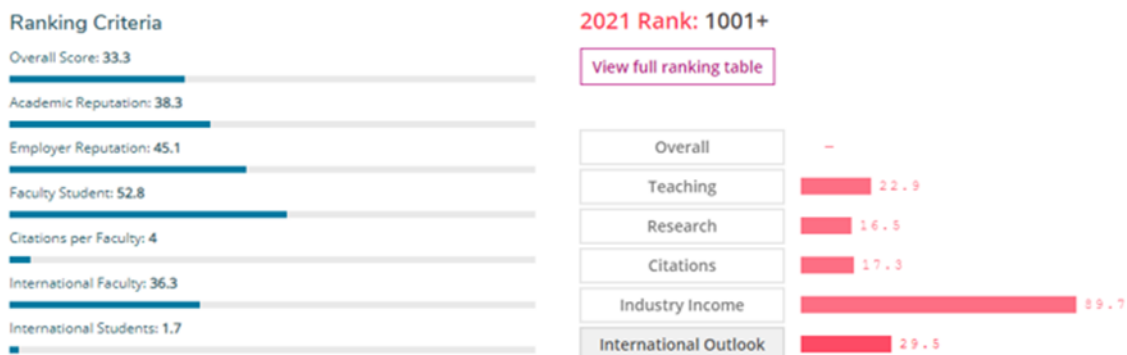 Ranking Criteria
Overall Score: 33.3
Academic Reputation: 38.3
Employer Reputation: 45.1
Faculty Student: 52.8
Citations per Faculty: 4
International Faculty: 36.3
International Students: 1.7
2021 Rank: 1001+
View full ranking table
Overall –
Teaching 22.9
Research 16.5
Citations 17.3
Industry Income 89.7
International Outlook 29.5